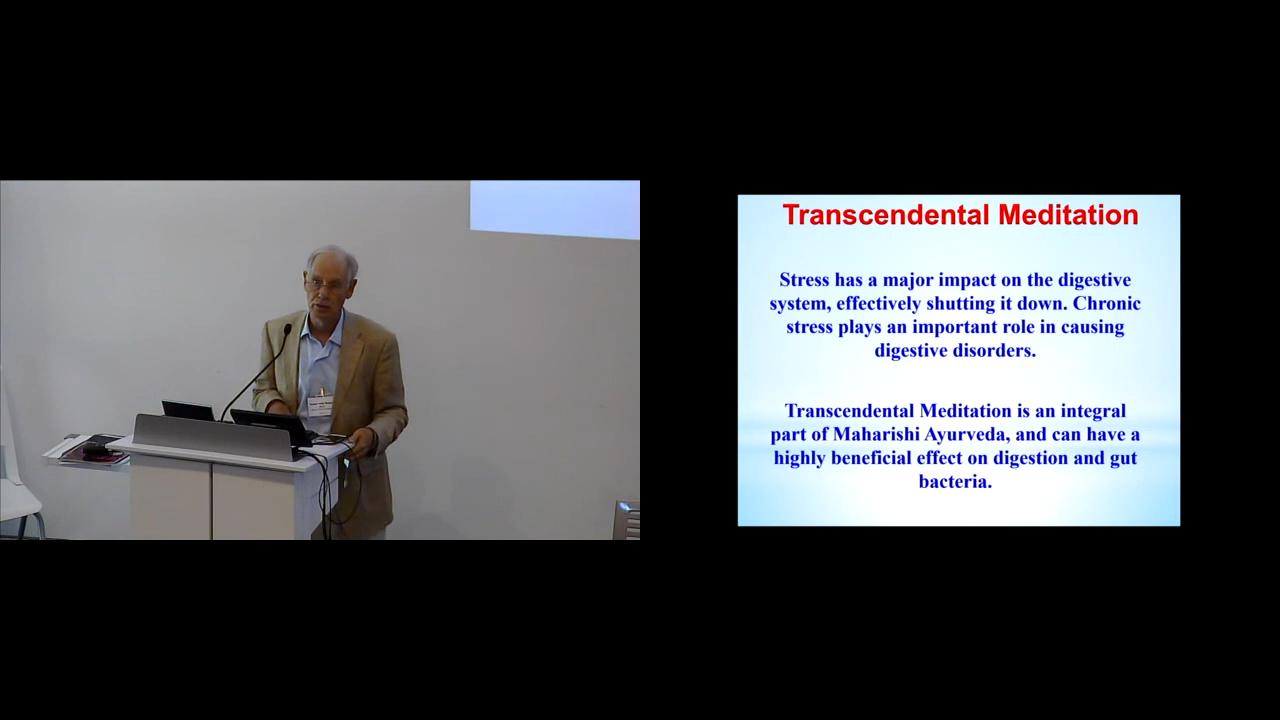 Transcendental Meditation
Stress has a major impact on the digestive
system, effectively shutting it down. Chronic
stress plays an important role in causing
digestive disorders.
Transcendental Meditation is an integral
part of Maharishi Ayurveda, and can have a
highly beneficial effect on digestion and gut
bacteria.